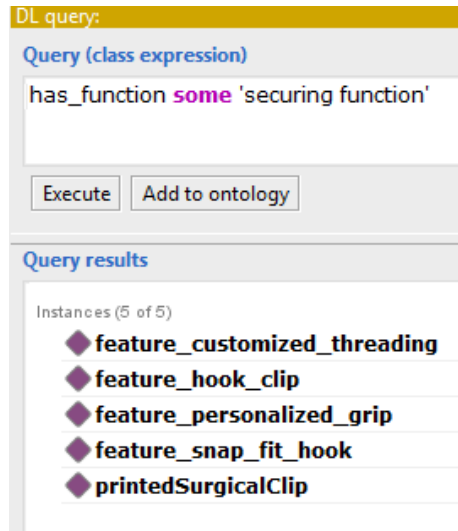 DL query:
Query (class expression)
has_function some 'securing function'
Execute Add to ontology
Query results
Instances (5 of 5)
feature_customized_threading
feature_hook_clip
feature_personalized_grip
feature_snap_fit_hook
printedSurgicalClip